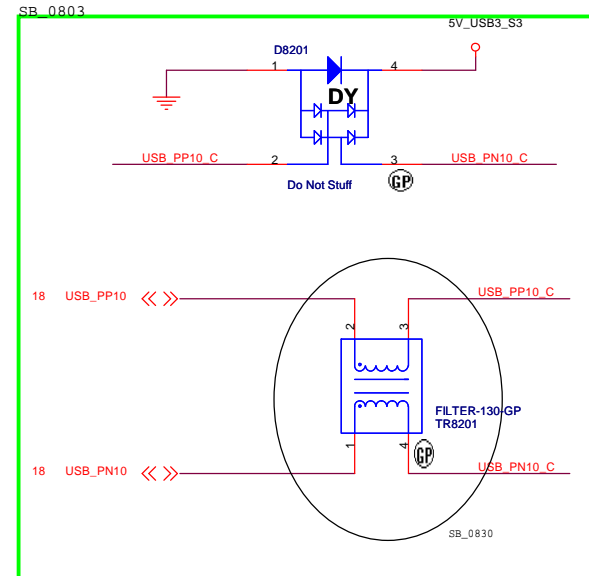 SB_0803
5V_USB3_S3
D8201
1
4
DY
USB_PP10_C
2
3
USB_PN10_C
Do Not Stuff
GP
18 USB_PP10
USB_PP10_C
2
3
FILTER-130-GP
TR8201
1
4
GP
18 USB_PN10
USB_PN10_C
SB_0830